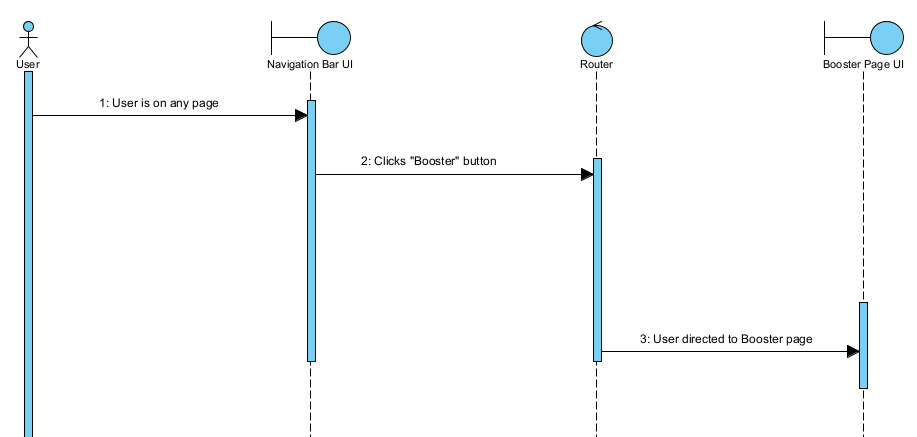 User
Navigation Bar UI
Router
Booster Page UI
1: User is on any page
2: Clicks "Booster" button
3: User directed to Booster page